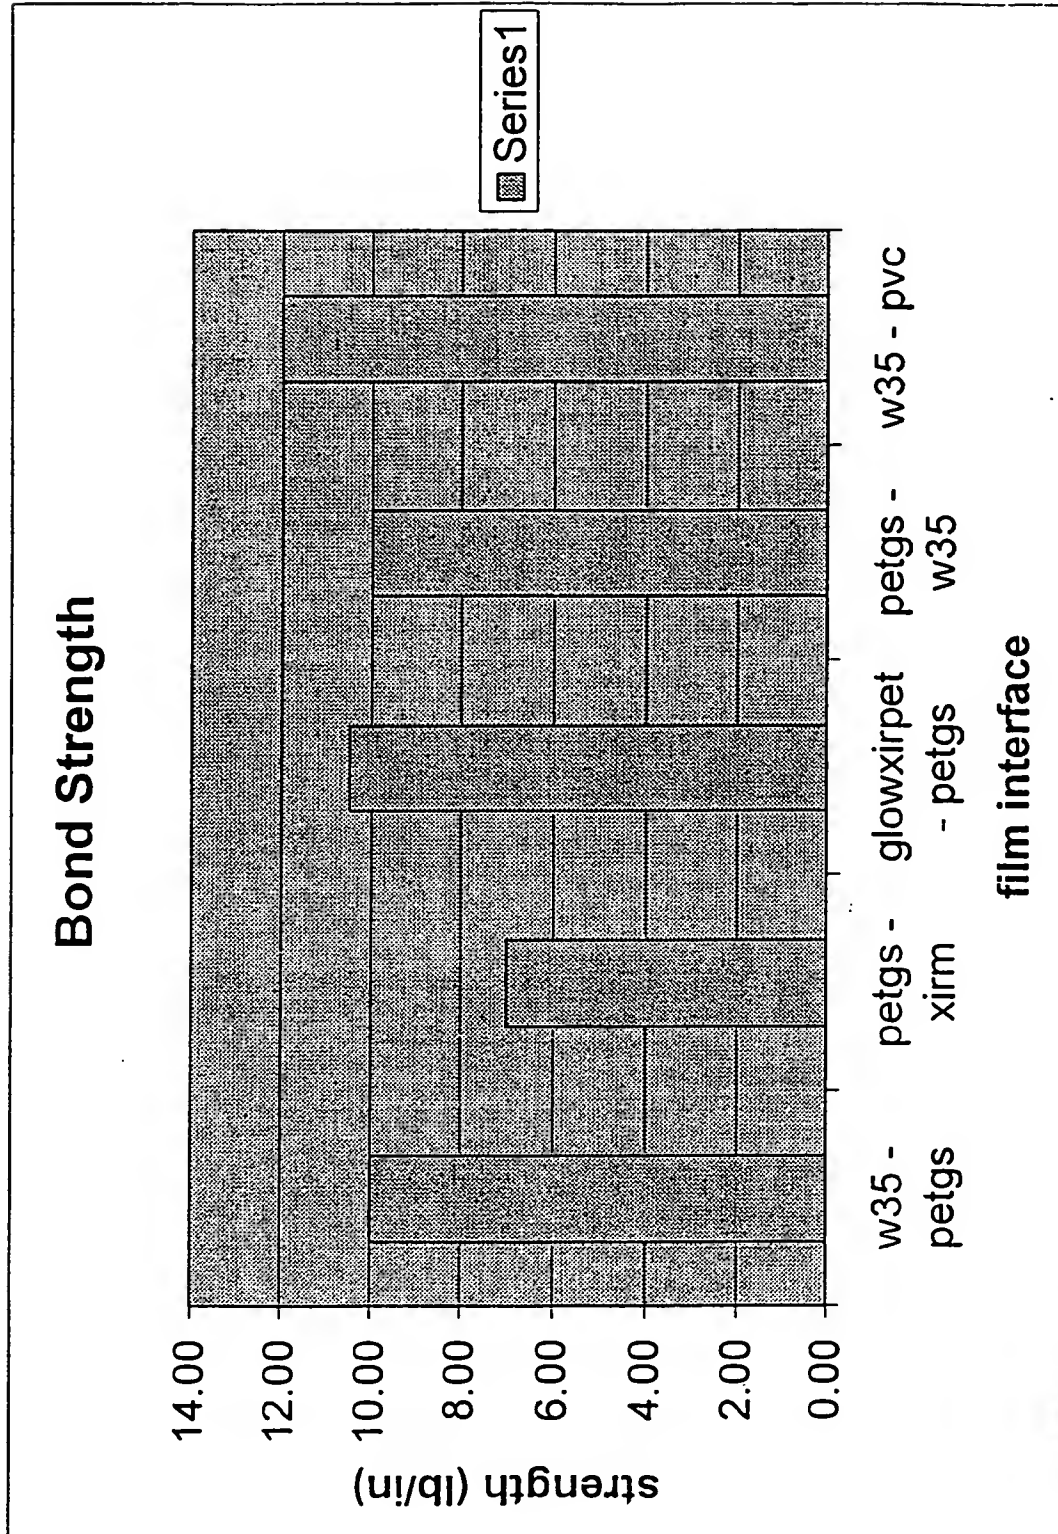 Bond Strength
strength (lb/in)
14.00
12.00
10.00
8.00
6.00
4.00
2.00
0.00
w35 -
petgs
petgs -
xirm
glowxirpet
- petgs
petgs -
w35
w35 - pvc
film interface
Series1